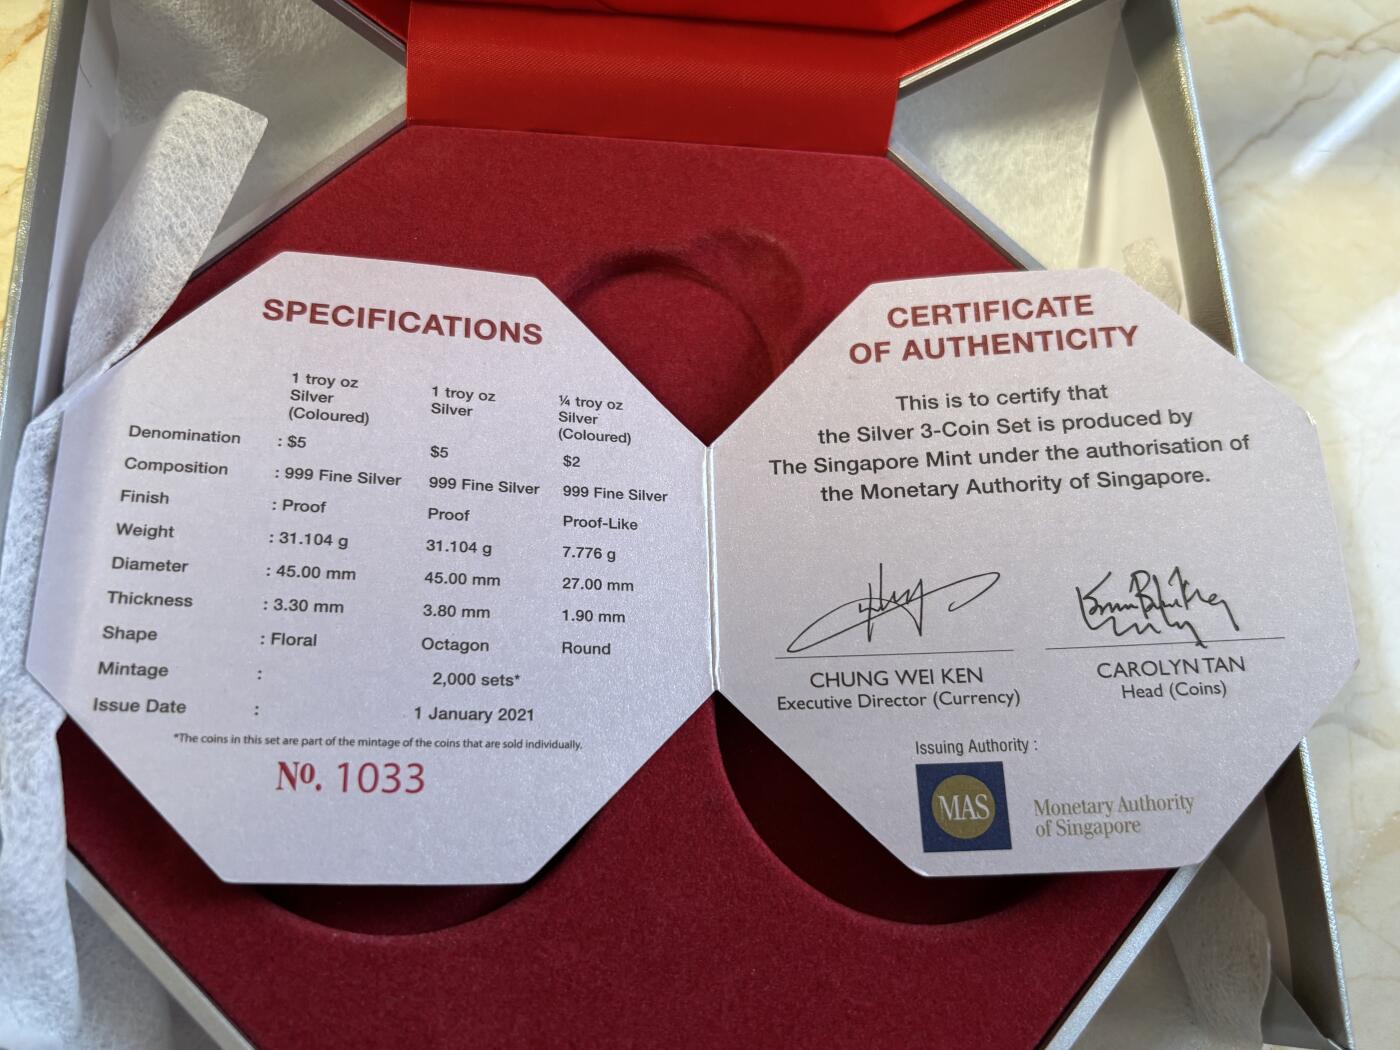 SPECIFICATIONS
1 troy oz Silver (Coloured) 1 troy oz Silver ¼ troy oz Silver (Coloured)
Denomination : $5 $5 $2
Composition : 999 Fine Silver 999 Fine Silver 999 Fine Silver
Finish : Proof Proof Proof-Like
Weight : 31.104 g 31.104 g 7.776 g
Diameter : 45.00 mm 45.00 mm 27.00 mm
Thickness : 3.30 mm 3.80 mm 1.90 mm
Shape : Floral Octagon Round
Mintage : 2,000 sets*
Issue Date : 1 January 2021
*The coins in this set are part of the mintage of the coins that are sold individually.
No. 1033
CERTIFICATE
OF AUTHENTICITY
This is to certify that
the Silver 3-Coin Set is produced by
The Singapore Mint under the authorisation of
the Monetary Authority of Singapore.
CHUNG WEI KEN
Executive Director (Currency)
CAROLYN TAN
Head (Coins)
Issuing Authority :
MAS
Monetary Authority
of Singapore